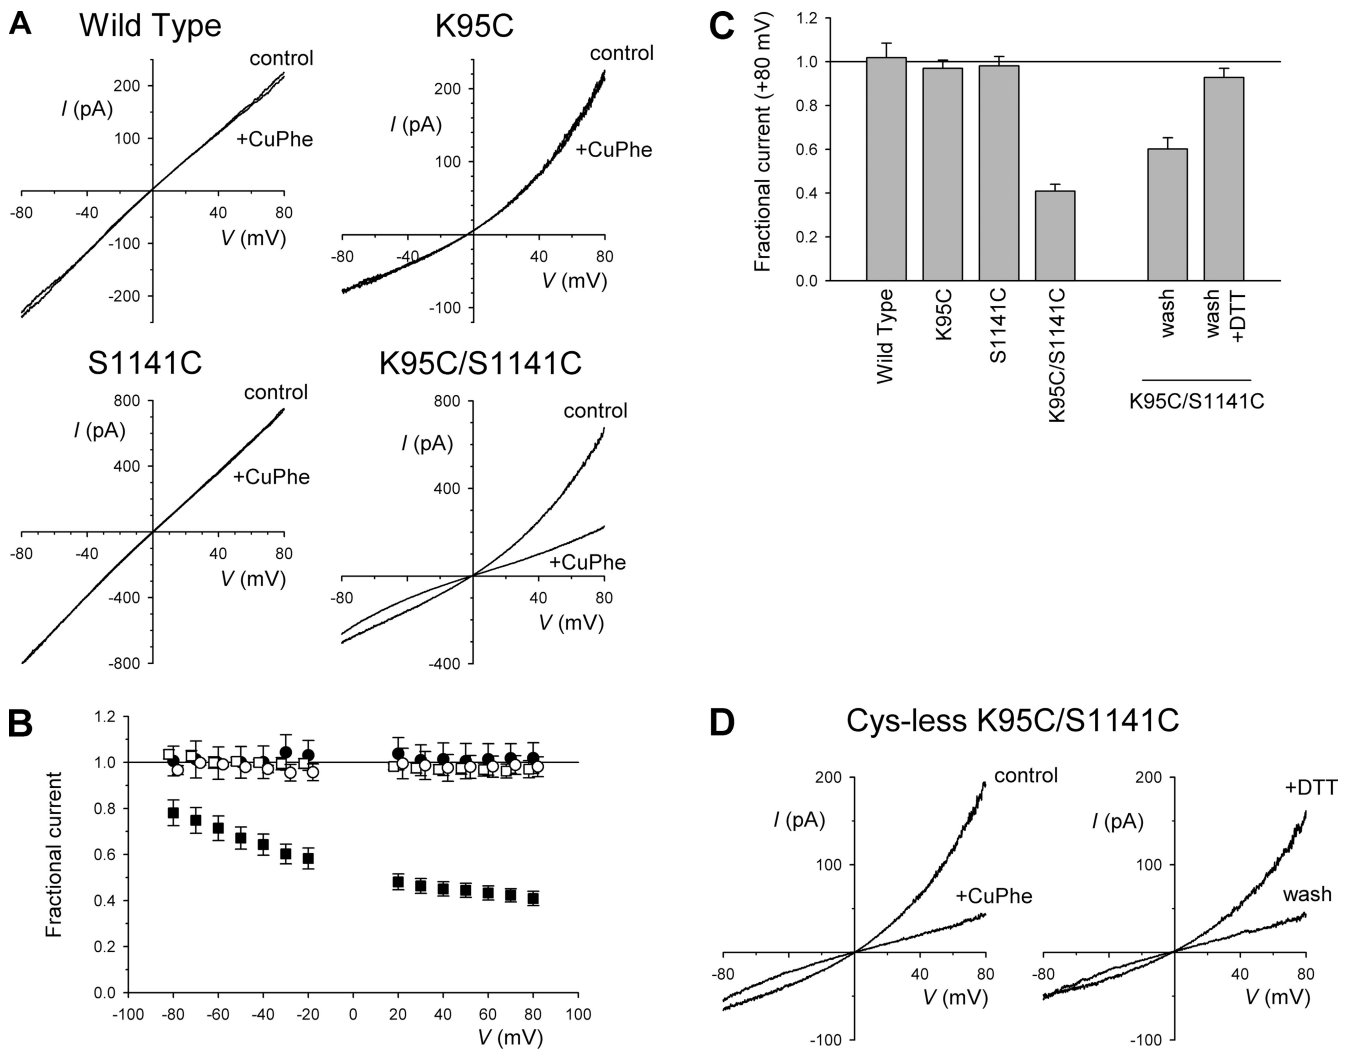 A
Wild Type
control
200
I (pA)
100
+CuPhe
-80
-40
40
80
V (mV)
-100
-200
K95C
control
200
I (pA)
100
+CuPhe
-80
-40
40
80
V (mV)
-100
S1141C
control
800
I (pA)
400
+CuPhe
-80
40
80
V (mV)
-400
-800
K95C/S1141C
control
800
I (pA)
400
+CuPhe
-80
40
80
V (mV)
-400
B
Fractional current
1.2
1.0
0.8
0.6
0.4
0.2
0.0
-100
-80
-60
-40
-20
0
20
40
60
80
100
V (mV)
C
Fractional current (+80 mV)
1.2
1.0
0.8
0.6
0.4
0.2
0.0
Wild Type
K95C
S1141C
K95C/S1141C
wash
wash
+DTT
K95C/S1141C
D
Cys-less K95C/S1141C
200
control
I (pA)
100
+CuPhe
-80
40
80
V (mV)
-100
200
+DTT
I (pA)
100
wash
-80
40
80
V (mV)
-100